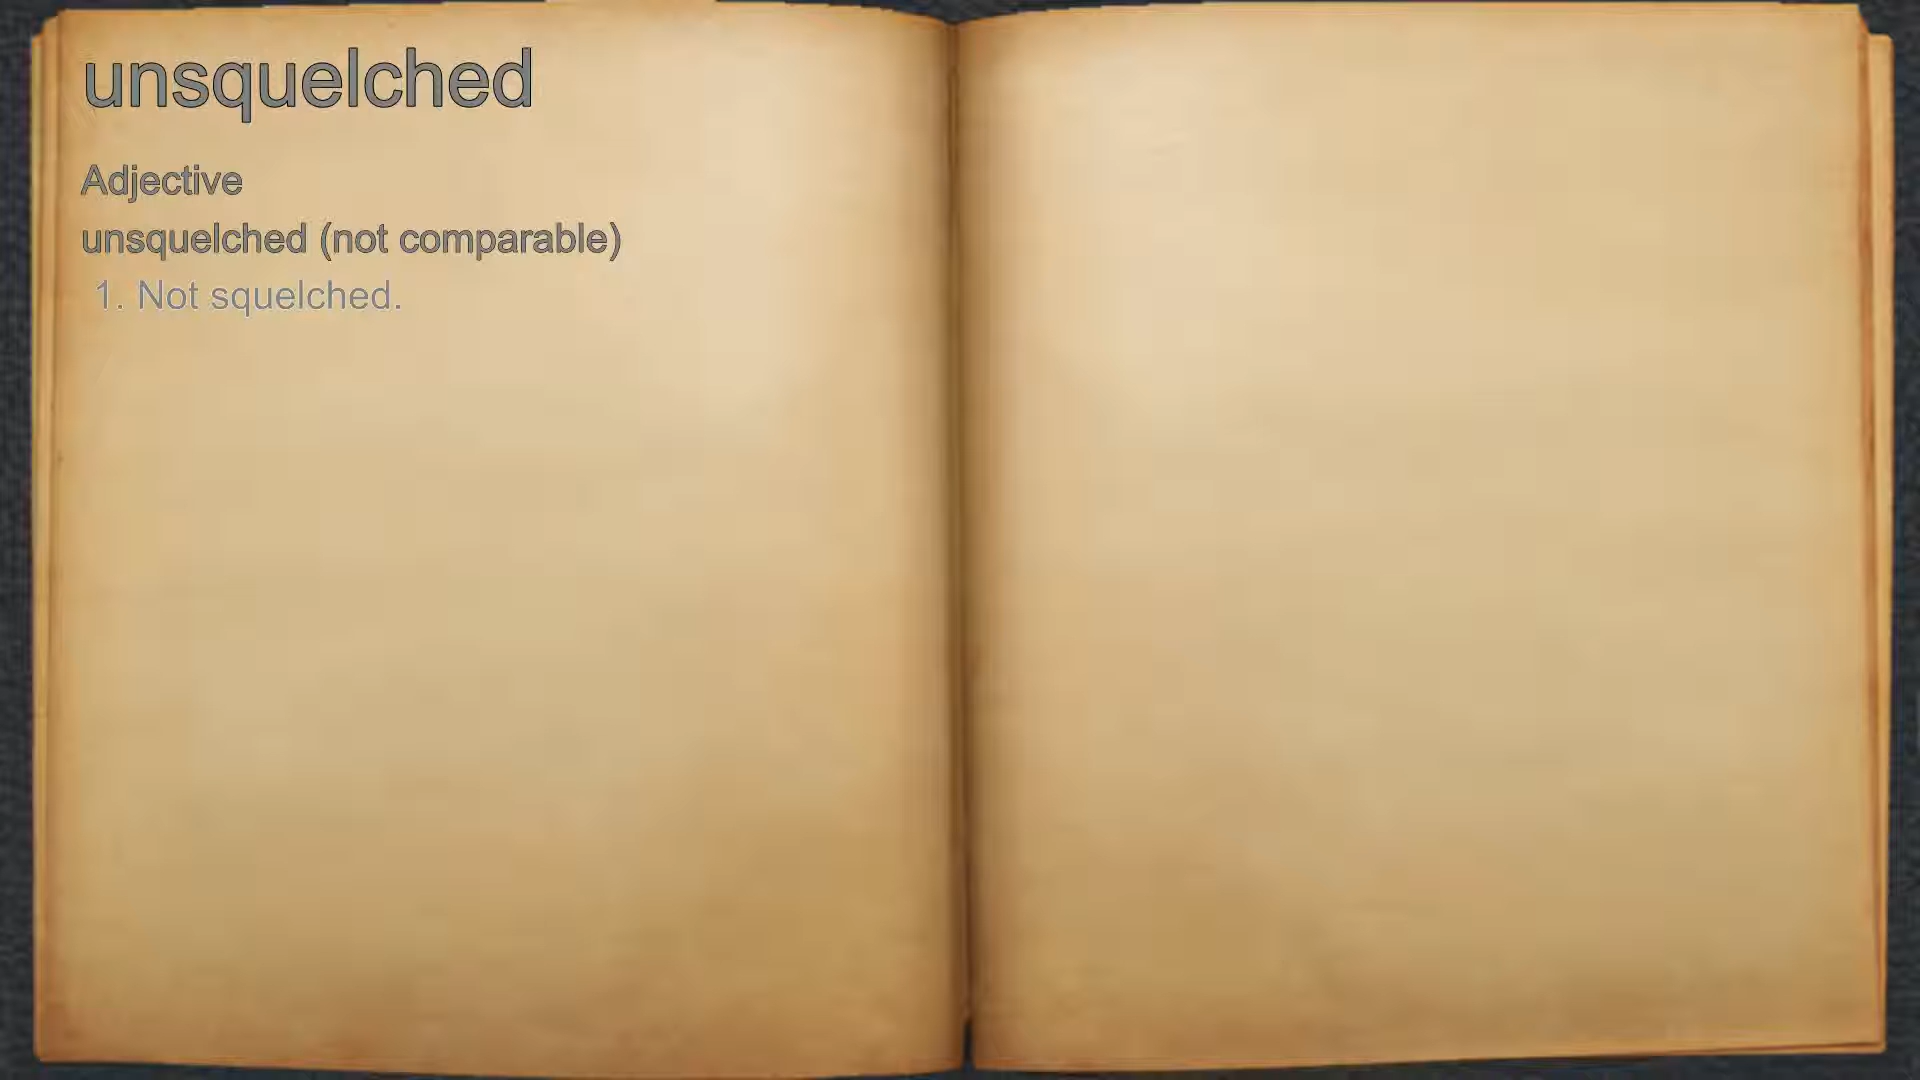 unsquelched
Adjective
unsquelched (not comparable)
1. Not squelched.